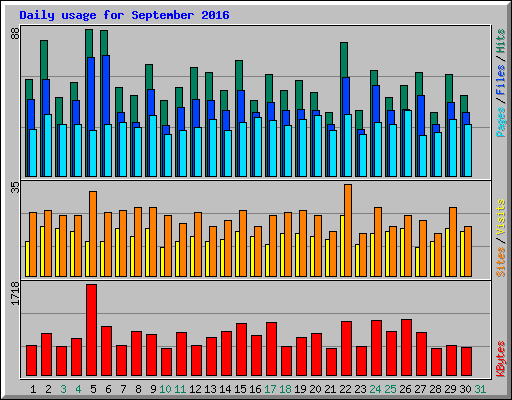 Daily usage for September 2016
88
Pages / Files / Hits
35
Sites / Visits
1718
KBytes
1 2 3 4 5 6 7 8 9 10 11 12 13 14 15 16 17 18 19 20 21 22 23 24 25 26 27 28 29 30 31